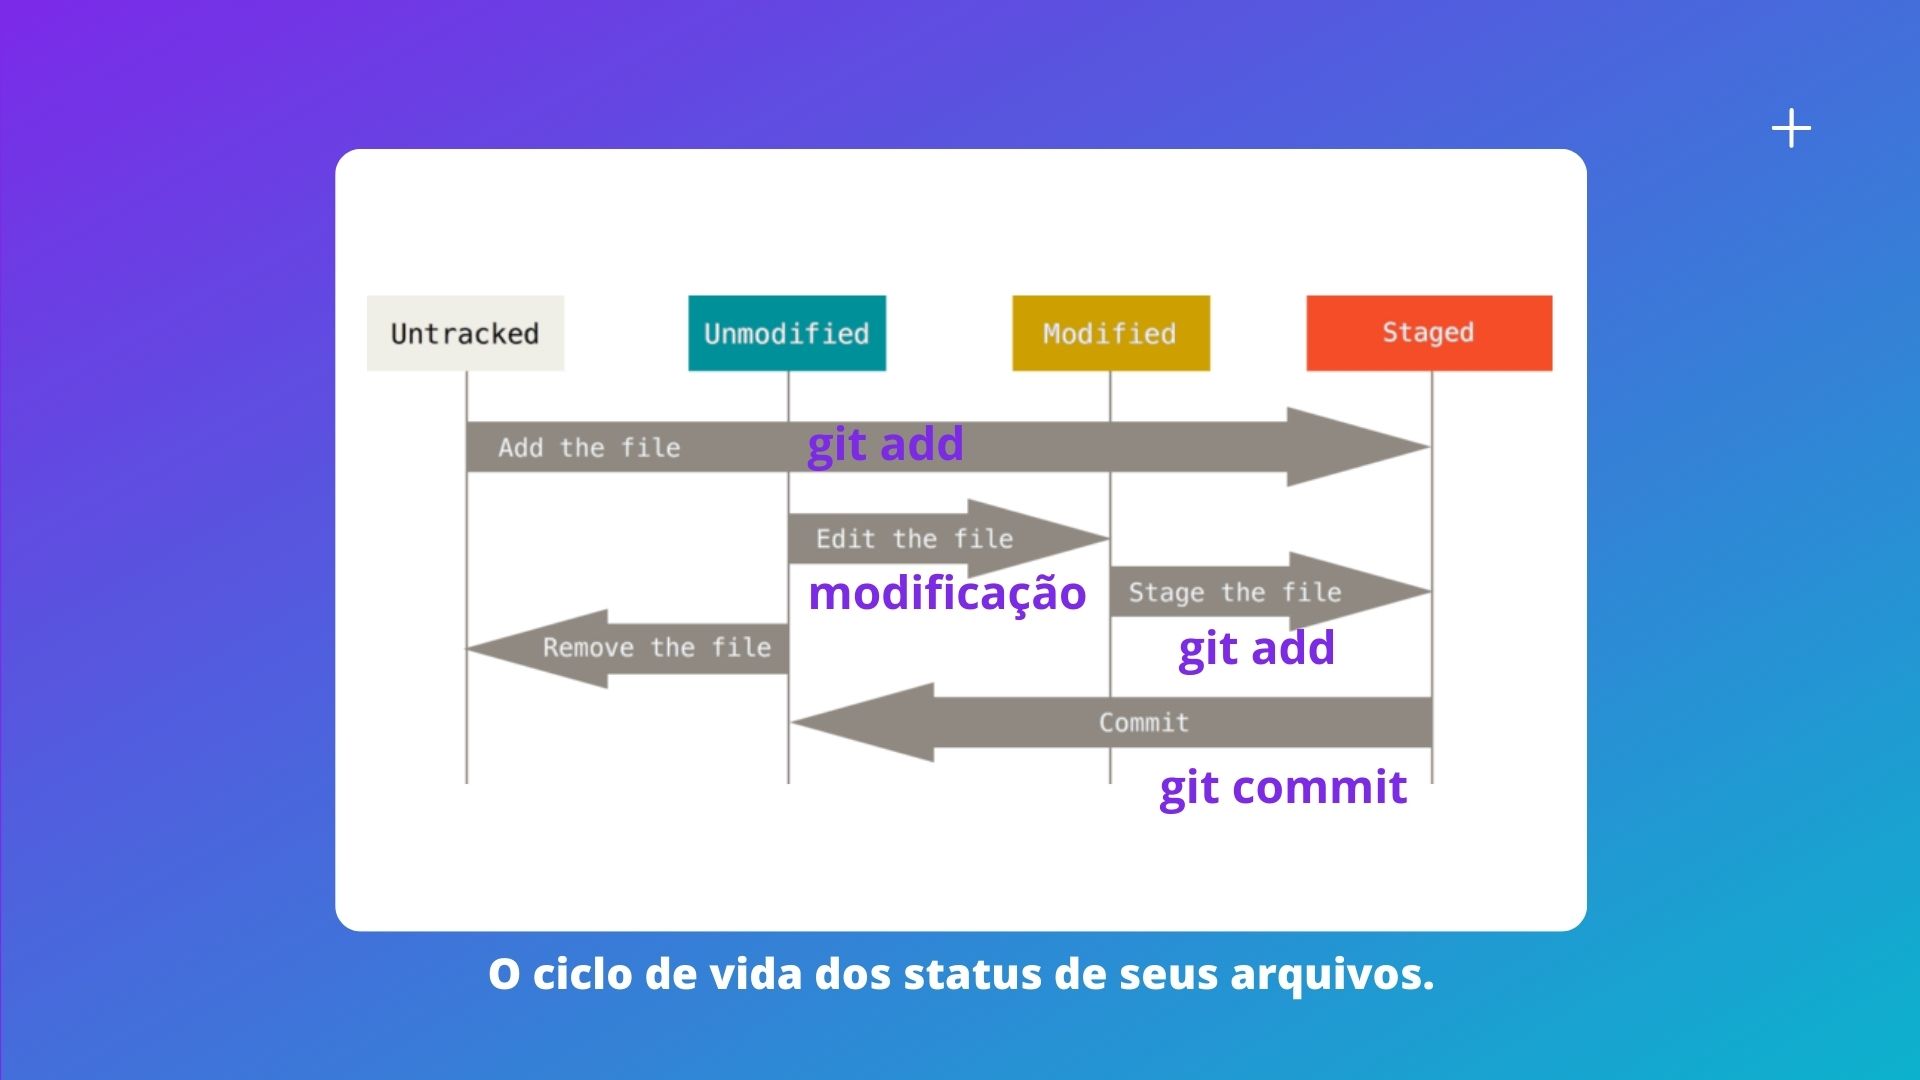 Untracked
Unmodified
Modified
Staged
Add the file
git add
Edit the file
modificação
Stage the file
git add
Remove the file
Commit
git commit
O ciclo de vida dos status de seus arquivos.